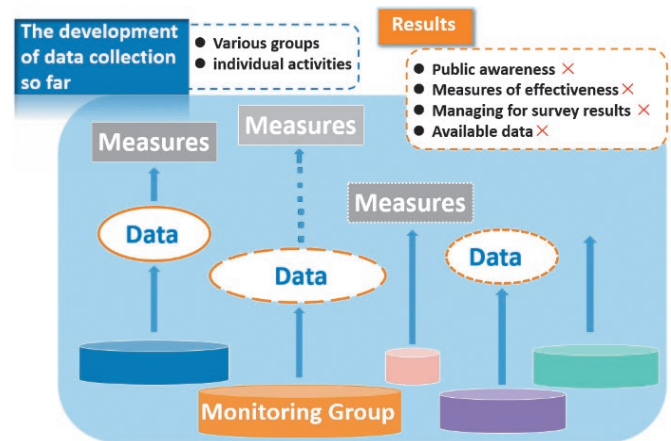 The development
of data collection
so far
● Various groups
● individual activities
Results
● Public awareness ×
● Measures of effectiveness ×
● Managing for survey results ×
● Available data ×
Measures
Measures
Measures
Data
Data
Data
Monitoring Group